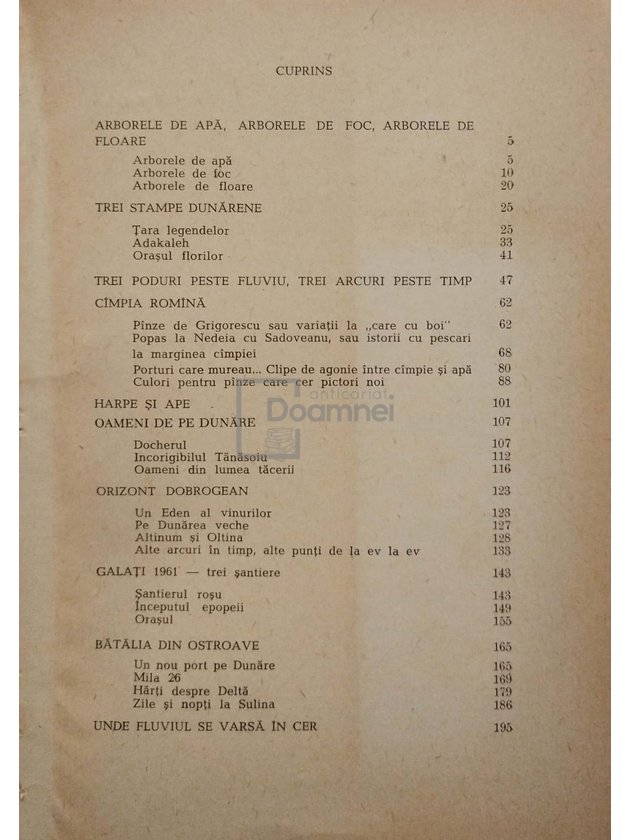 CUPRINS
ARBORELE DE APĂ, ARBORELE DE FOC, ARBORELE DE
FLOARE 5
Arborele de apă 5
Arborele de foc 10
Arborele de floare 20
TREI STAMPE DUNĂRENE 25
Țara legendelor 25
Adakaleh 33
Orașul florilor 41
TREI PODURI PESTE FLUVIU, TREI ARCURI PESTE TIMP 47
CÎMPIA ROMÎNĂ 62
Pînze de Grigorescu sau variații la „care cu boi" 62
Popas la Nedeia cu Sadoveanu, sau istorii cu pescari
la marginea cîmpiei 68
Porturi care mureau... Clipe de agonie între cîmpie și apă 80
Culori pentru pînze care cer pictori noi 88
anticariat
Doamnei
HARPE ȘI APE . 101
OAMENI DE PE DUNĂRE 107
Docherul 107
Incorigibilul Tănăsoiu 112
Oameni din lumea tăcerii 116
ORIZONT DOBROGEAN 123
Un Eden al vinurilor 123
Pe Dunărea veche 127
Altinum și Oltina 128
Alte arcuri în timp, alte punți de la ev la ev 133
GALAȚI 1961 — trei șantiere 143
Șantierul roșu 143
Începutul epopeii 149
Orașul 155
BĂTĂLIA DIN OSTROAVE 165
Un nou port pe Dunăre 165
Mila 26 169
Hărți despre Deltă 179
Zile și nopți la Sulina 186
UNDE FLUVIUL SE VARSĂ ÎN CER 195